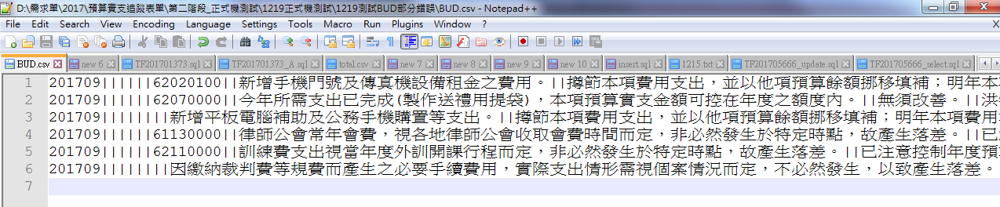 D:\需求單\2017\預算實支追蹤表單\第二階段_正式機測試\1219正式機測試\1219測試BUD部分錯誤\BUD.csv - Notepad++
File Edit Search View Encoding Language Settings Tools Macro Run Plugins Window ? X
BUD.csv new 6 TF201701373.sql TF201701373_A.sql total.csv new 7 new 8 new 9 new 10 insert.sql 1215.txt TF201705666_update.sql TF201705666_select.sql
1 201709||||||62020100||新增手機門號及傳真機設備租金之費用。||撙節本項費用支出，並以他項預算餘額挪移填補；明年本
2 201709||||||62070000||今年所需支出已完成(製作送禮用提袋)，本項預算實支金額可控在年度之額度內。||無須改善。||洪
3 201709||||||||新增平板電腦補助及公務手機購置等支出。||撙節本項費用支出，並以他項預算餘額挪移填補；明年本項費用
4 201709||||||61130000||律師公會常年會費，視各地律師公會收取會費時間而定，非必然發生於特定時點，故產生落差。||已
5 201709||||||62110000||訓練費支出視當年度外訓開課行程而定，非必然發生於特定時點，故產生落差。||已注意控制年度預
6 201709||||||||因繳納裁判費等規費而產生之必要手續費用，實際支出情形需視個案情況而定，不必然發生，以致產生落差。
7